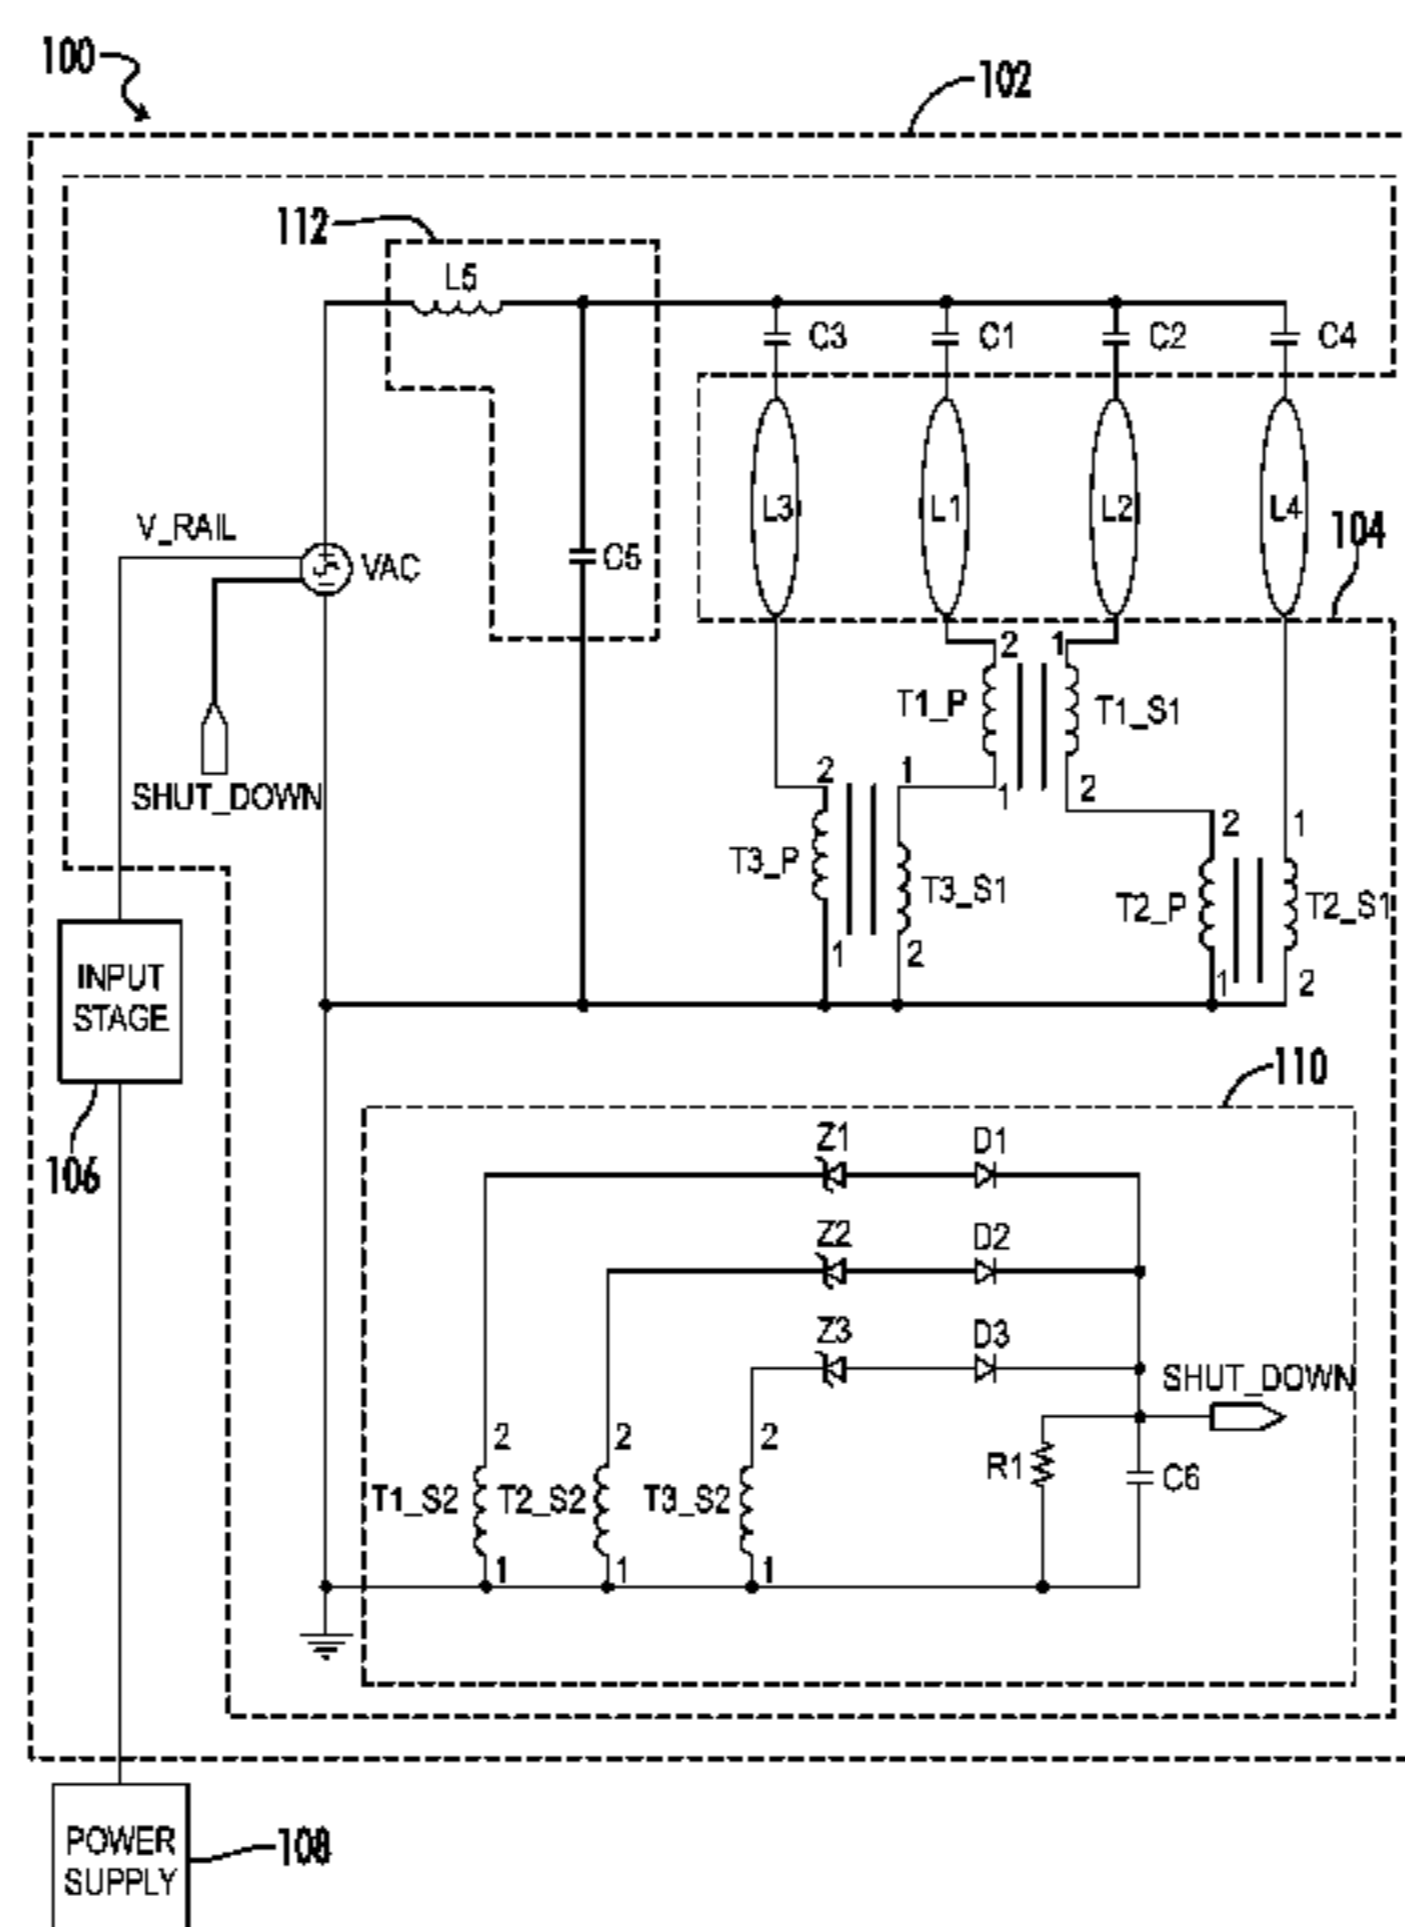 100
102
112
L5
C3
C1
C2
C4
L3
L1
L2
L4
104
V_RAIL
VAC
C5
SHUT_DOWN
2
1
T1_P
T1_S1
2
1
1
2
T3_P
T3_S1
2
1
T2_P
T2_S1
1
2
1
2
INPUT
STAGE
106
110
Z1
D1
Z2
D2
Z3
D3
SHUT_DOWN
2
2
2
R1
C6
T1_S2
T2_S2
T3_S2
1
1
1
POWER
SUPPLY
108